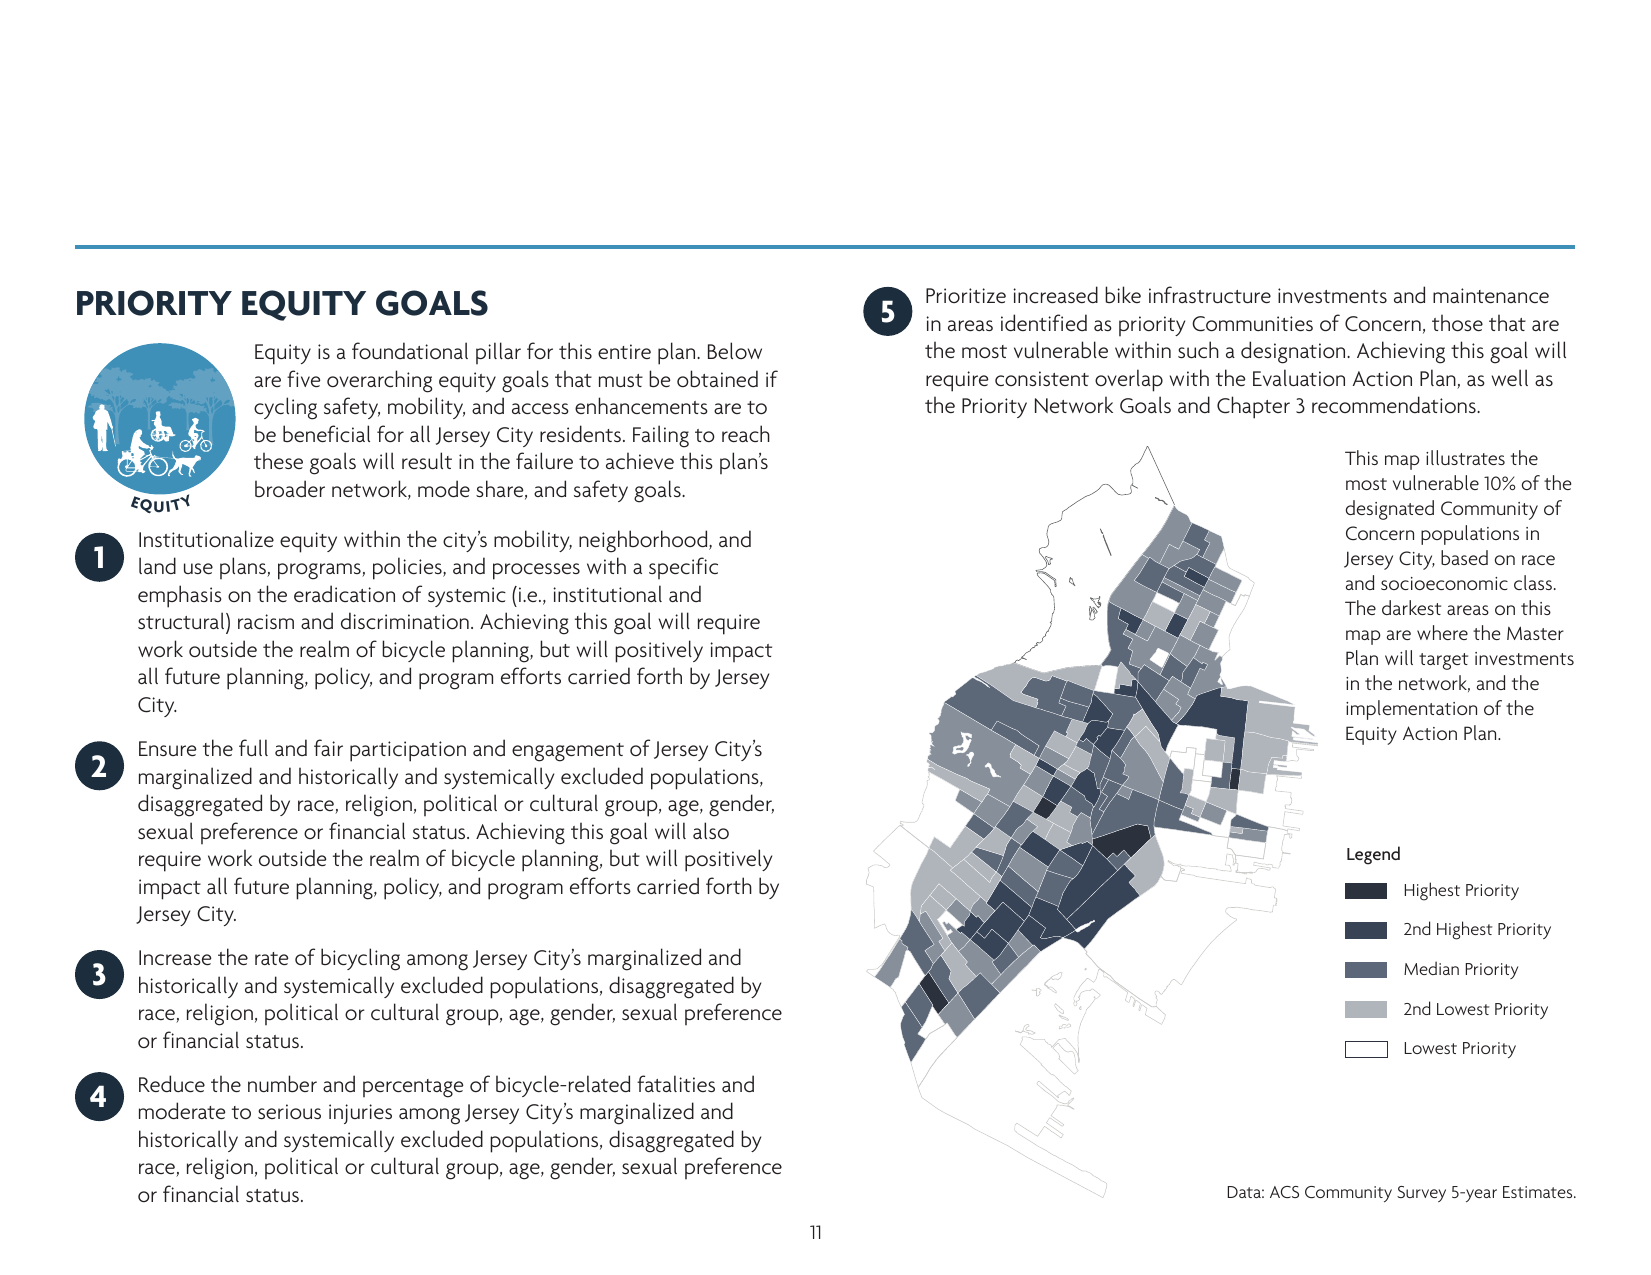 PRIORITY EQUITY GOALS
Equity is a foundational pillar for this entire plan. Below
are five overarching equity goals that must be obtained if
cycling safety, mobility, and access enhancements are to
be beneficial for all Jersey City residents. Failing to reach
these goals will result in the failure to achieve this plan's
broader network, mode share, and safety goals.
EQUITY
1
Institutionalize equity within the city's mobility, neighborhood, and
land use plans, programs, policies, and processes with a specific
emphasis on the eradication of systemic (i.e., institutional and
structural) racism and discrimination. Achieving this goal will require
work outside the realm of bicycle planning, but will positively impact
all future planning, policy, and program efforts carried forth by Jersey
City.
2
Ensure the full and fair participation and engagement of Jersey City's
marginalized and historically and systemically excluded populations,
disaggregated by race, religion, political or cultural group, age, gender,
sexual preference or financial status. Achieving this goal will also
require work outside the realm of bicycle planning, but will positively
impact all future planning, policy, and program efforts carried forth by
Jersey City.
3
Increase the rate of bicycling among Jersey City's marginalized and
historically and systemically excluded populations, disaggregated by
race, religion, political or cultural group, age, gender, sexual preference
or financial status.
4
Reduce the number and percentage of bicycle-related fatalities and
moderate to serious injuries among Jersey City's marginalized and
historically and systemically excluded populations, disaggregated by
race, religion, political or cultural group, age, gender, sexual preference
or financial status.
5
Prioritize increased bike infrastructure investments and maintenance
in areas identified as priority Communities of Concern, those that are
the most vulnerable within such a designation. Achieving this goal will
require consistent overlap with the Evaluation Action Plan, as well as
the Priority Network Goals and Chapter 3 recommendations.
This map illustrates the
most vulnerable 10% of the
designated Community of
Concern populations in
Jersey City, based on race
and socioeconomic class.
The darkest areas on this
map are where the Master
Plan will target investments
in the network, and the
implementation of the
Equity Action Plan.
Legend
Highest Priority
2nd Highest Priority
Median Priority
2nd Lowest Priority
Lowest Priority
Data: ACS Community Survey 5-year Estimates.
11